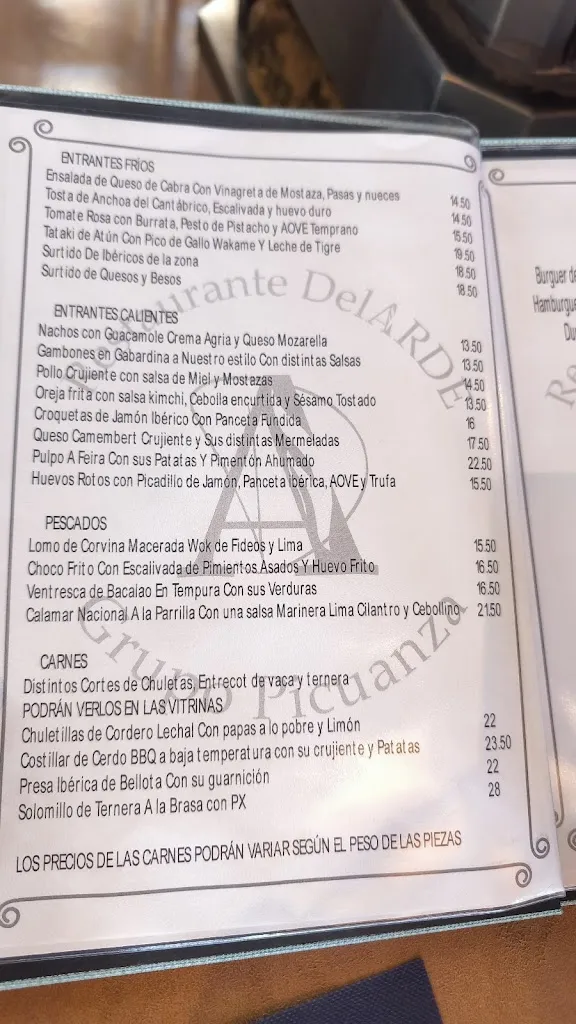 ENTRANTES FRÍOS
Ensalada de Queso de Cabra Con Vinagreta de Mostaza, Pasas y nueces 14.50
Tosta de Anchoa del Cantábrico, Escalivada y huevo duro 14.50
Tomate Rosa con Burrata, Pesto de Pistacho y AOVE Temprano 15.50
Tataki de Atún Con Pico de Gallo Wakame Y Leche de Tigre 19.50
Surtido De Ibéricos de la zona 18.50
Surtido de Quesos y Besos 18.50
ENTRANTES CALIENTES
Nachos con Guacamole Crema Agria y Queso Mozarella 13.50
Gambones en Gabardina a Nuestro estilo Con distintas Salsas 13.50
Pollo Crujiente con salsa de Miel y Mostazas 14.50
Oreja frita con salsa kimchi, Cebolla encurtida y Sésamo Tostado 13.50
Croquetas de Jamón Ibérico Con Panceta Fundida 16
Queso Camembert Crujiente y Sus distintas Mermeladas 17.50
Pulpo A Feira Con sus Patatas Y Pimentón Ahumado 22.50
Huevos Rotos con Picadillo de Jamón, Panceta ibérica, AOVE y Trufa 15.50
PESCADOS
Lomo de Corvina Macerada Wok de Fideos y Lima 15.50
Choco Frito Con Escalivada de Pimientos Asados Y Huevo Frito 16.50
Ventresca de Bacalao En Tempura Con sus Verduras 16.50
Calamar Nacional A la Parrilla Con una salsa Marinera Lima Cilantro y Cebollino 21.50
CARNES
Distintos Cortes de Chuletas, Entrecot de vaca y ternera
PODRÁN VERLOS EN LAS VITRINAS
Chuletillas de Cordero Lechal Con papas a lo pobre y Limón 22
Costillar de Cerdo BBQ a baja temperatura con su crujiente y Patatas 23.50
Presa Ibérica de Bellota Con su guarnición 22
Solomillo de Ternera A la Brasa con PX 28
LOS PRECIOS DE LAS CARNES PODRÁN VARIAR SEGÚN EL PESO DE LAS PIEZAS
Restaurante DelARDE
Grupo Picuanza
Burguer de
Hamburgue
Du
Re